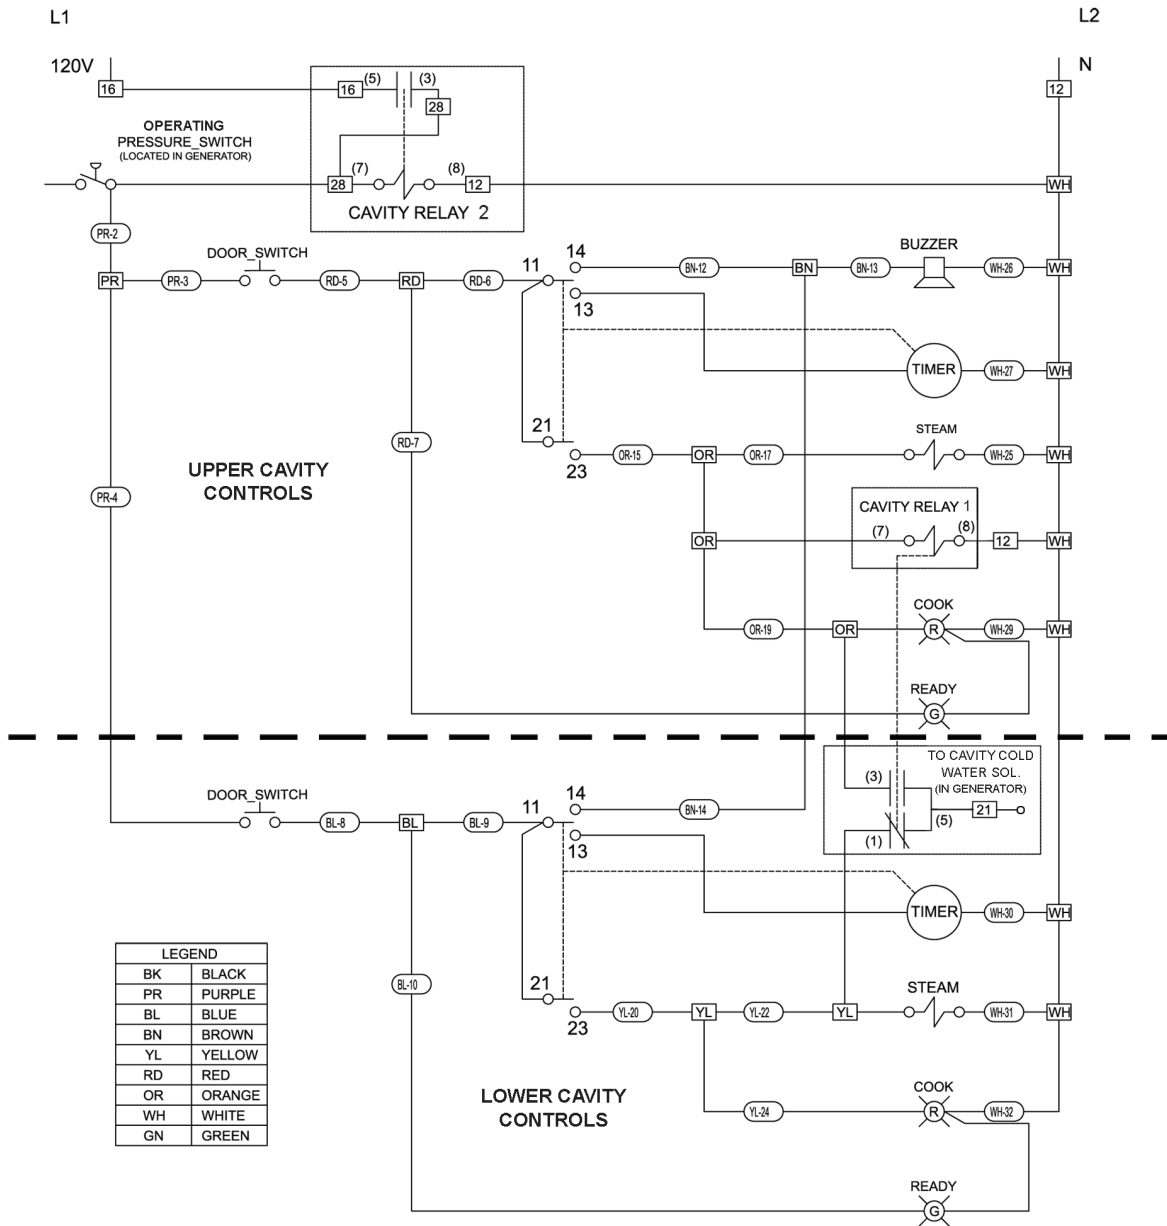 L1
L2
120V
N
16
16
(5)
(3)
28
12
OPERATING
PRESSURE_SWITCH
(LOCATED IN GENERATOR)
28
(7)
(8)
12
WH
CAVITY RELAY 2
PR-2
DOOR_SWITCH
PR
PR-3
RD-5
RD
RD-6
11
14
13
BN-12
BN
BN-13
BUZZER
WH-26
WH
TIMER
WH-27
WH
RD-7
21
23
OR-15
OR
OR-17
STEAM
WH-25
WH
UPPER CAVITY
CONTROLS
PR-4
CAVITY RELAY 1
OR
(7)
(8)
12
WH
COOK
OR-19
OR
R
WH-29
WH
READY
G
TO CAVITY COLD
WATER SOL.
(IN GENERATOR)
(3)
21
(5)
(1)
DOOR_SWITCH
BL-8
BL
BL-9
11
14
13
BN-14
TIMER
WH-30
WH
BL-10
21
23
YL-20
YL
YL-22
YL
STEAM
WH-31
WH
LEGEND
BK BLACK
PR PURPLE
BL BLUE
BN BROWN
YL YELLOW
RD RED
OR ORANGE
WH WHITE
GN GREEN
LOWER CAVITY
CONTROLS
COOK
YL-24
R
WH-32
READY
G